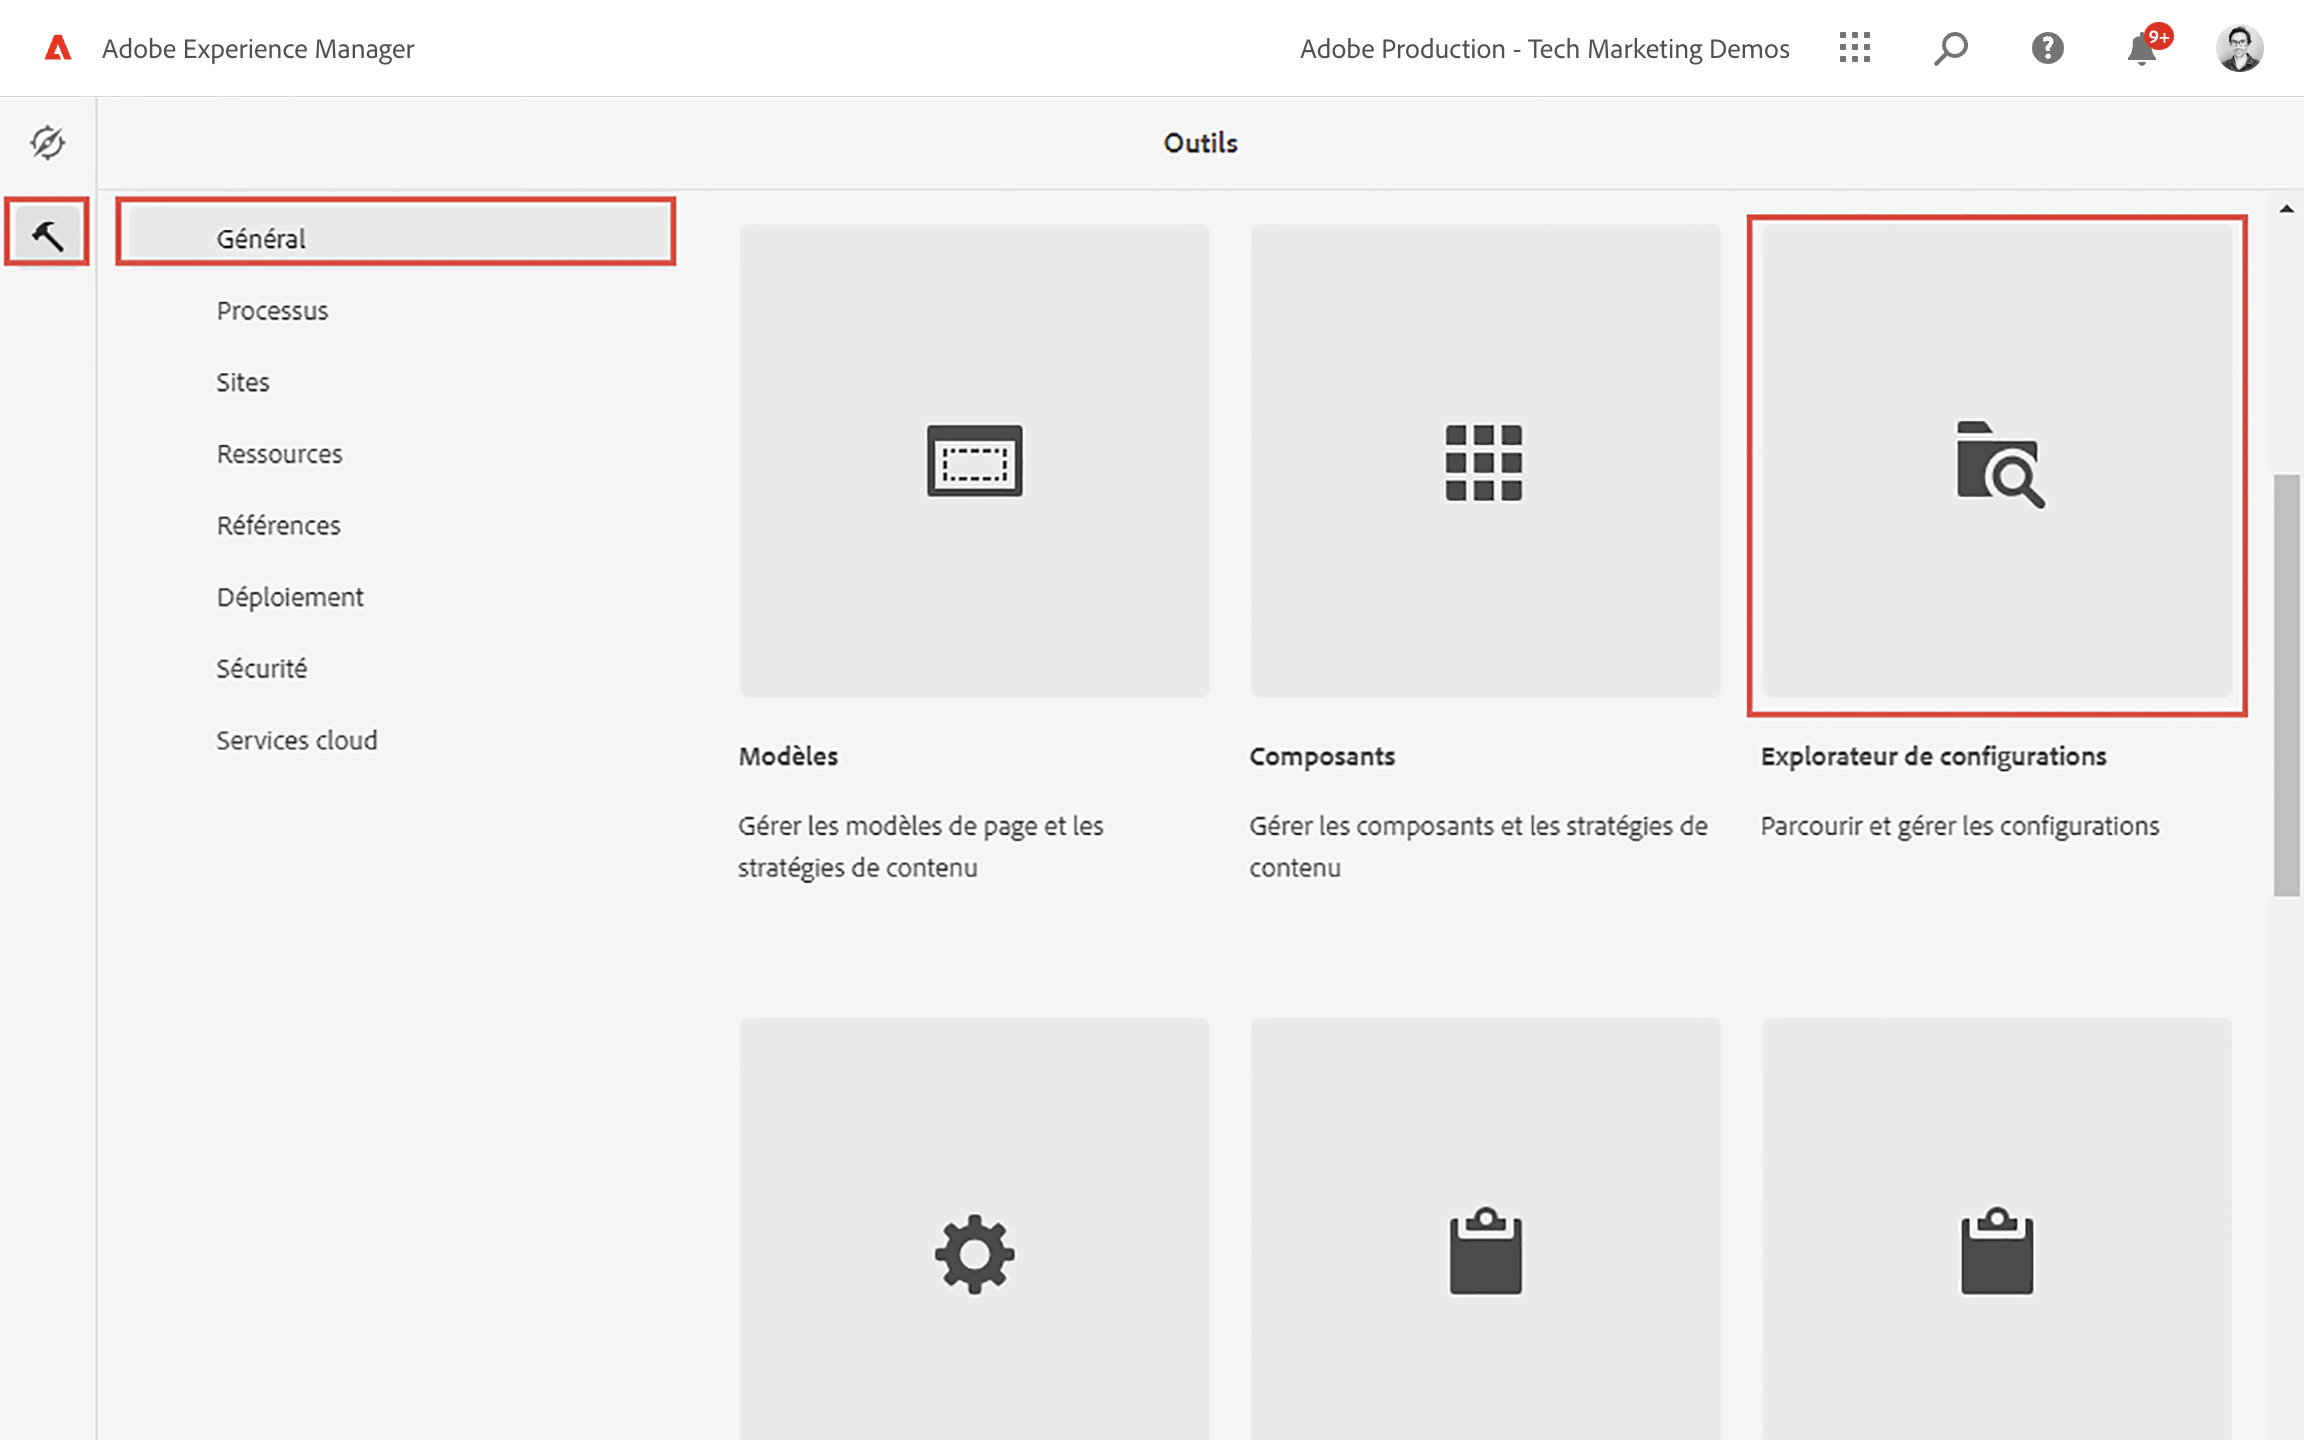 Adobe Experience Manager
Adobe Production - Tech Marketing Demos
9+
Outils
Général
Processus
Sites
Ressources
Références
Déploiement
Sécurité
Services cloud
Modèles
Gérer les modèles de page et les
stratégies de contenu
Composants
Gérer les composants et les stratégies de
contenu
Explorateur de configurations
Parcourir et gérer les configurations